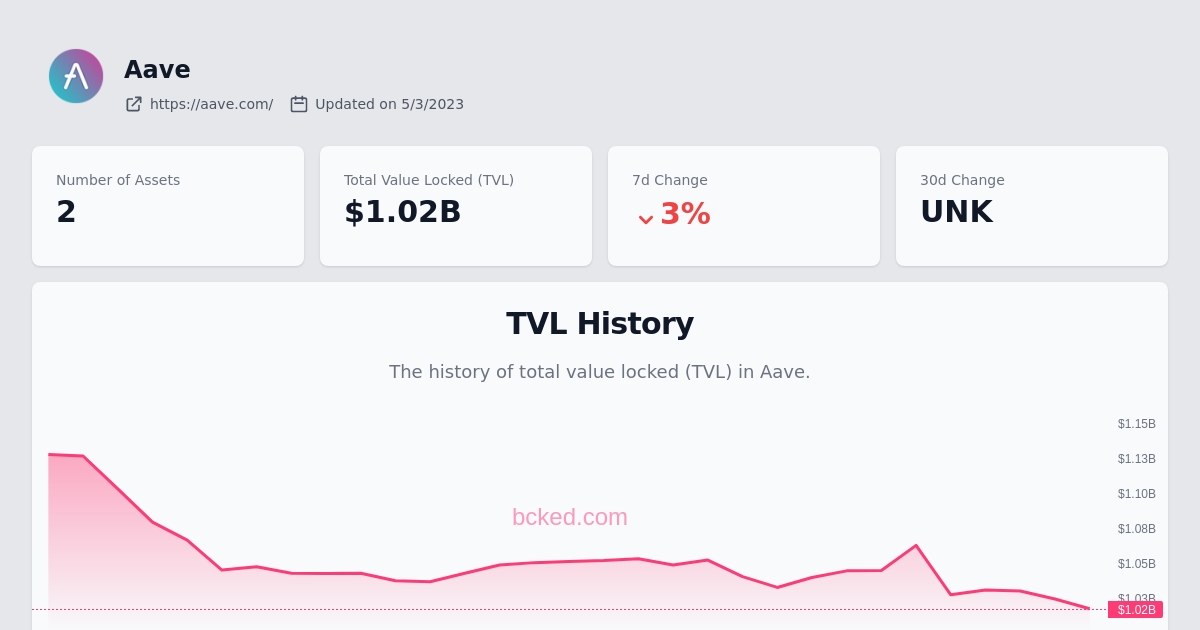 Aave
https://aave.com/ Updated on 5/3/2023
Number of Assets
2
Total Value Locked (TVL)
$1.02B
7d Change
3%
30d Change
UNK
TVL History
The history of total value locked (TVL) in Aave.
$1.15B
$1.13B
$1.10B
bcked.com
$1.08B
$1.05B
$1.03B
$1.02B